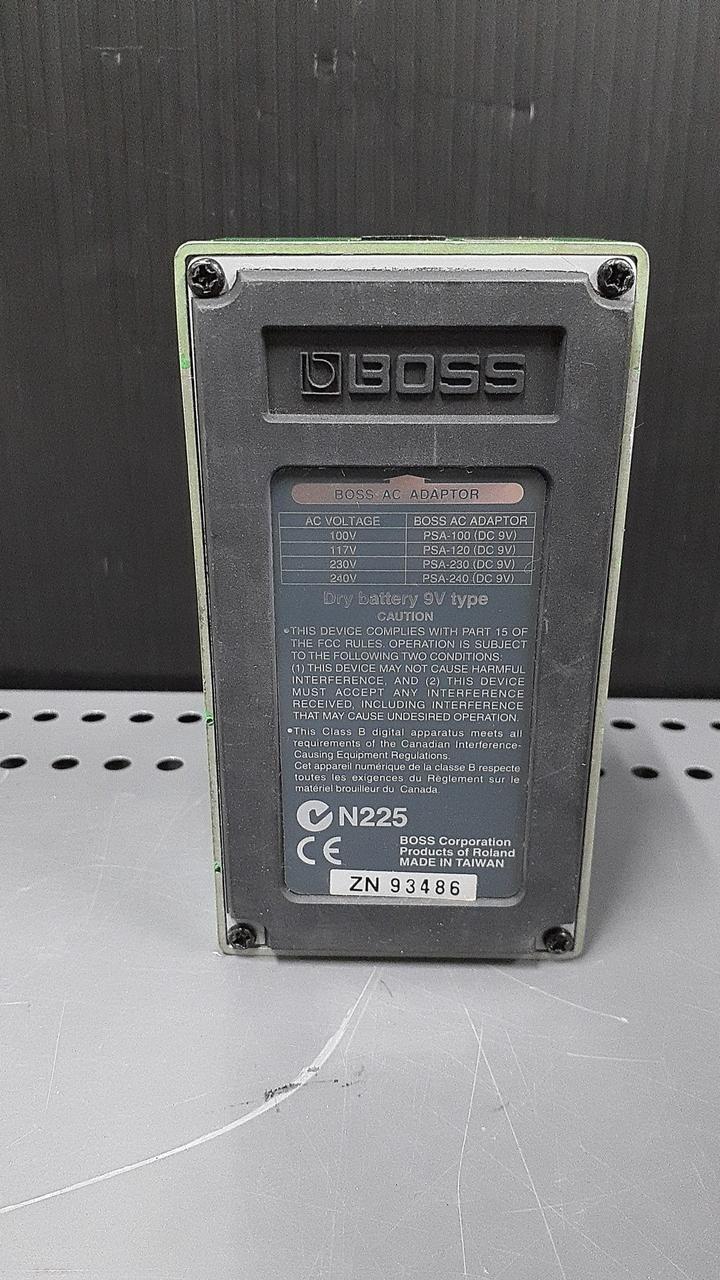 BOSS
BOSS AC ADAPTOR
AC VOLTAGE BOSS AC ADAPTOR
100V PSA-100 (DC 9V)
117V PSA-120 (DC 9V)
230V PSA-230 (DC 9V)
240V PSA-240 (DC 9V)
Dry battery 9V type
CAUTION
•THIS DEVICE COMPLIES WITH PART 15 OF
THE FCC RULES. OPERATION IS SUBJECT
TO THE FOLLOWING TWO CONDITIONS:
(1) THIS DEVICE MAY NOT CAUSE HARMFUL
INTERFERENCE, AND (2) THIS DEVICE
MUST ACCEPT ANY INTERFERENCE
RECEIVED, INCLUDING INTERFERENCE
THAT MAY CAUSE UNDESIRED OPERATION.
•This Class B digital apparatus meets all
requirements of the Canadian Interference-
Causing Equipment Regulations.
Cet appareil numérique de la classe B respecte
toutes les exigences du Règlement sur le
matériel brouilleur du Canada.
N225
CE
BOSS Corporation
Products of Roland
MADE IN TAIWAN
ZN 93486